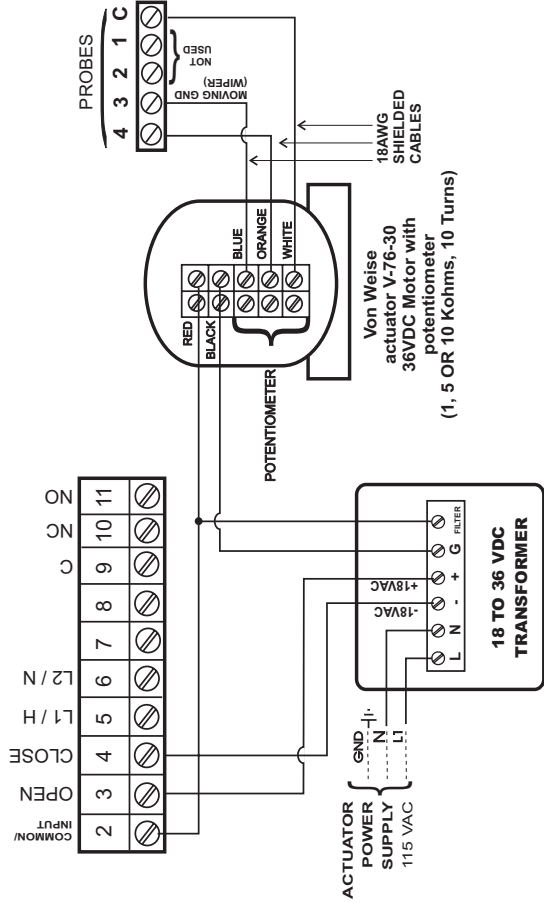 PROBES
4
3
2
1
C
MOVING GND
(WIPER)
NOT
USED
18AWG
SHIELDED
CABLES
RED
BLACK
BLUE
ORANGE
WHITE
POTENTIOMETER
Von Weise
actuator V-76-30
36VDC Motor with
potentiometer
(1, 5 OR 10 Kohms, 10 Turns)
COMMON/
INPUT
OPEN
CLOSE
L1 / H
L2 / N
C
NC
NO
2
3
4
5
6
7
8
9
10
11
-18VAC
+18VAC
L
N
-
+
G
FILTER
18 TO 36 VDC
TRANSFORMER
ACTUATOR
POWER
SUPPLY
115 VAC
GND
N
L1